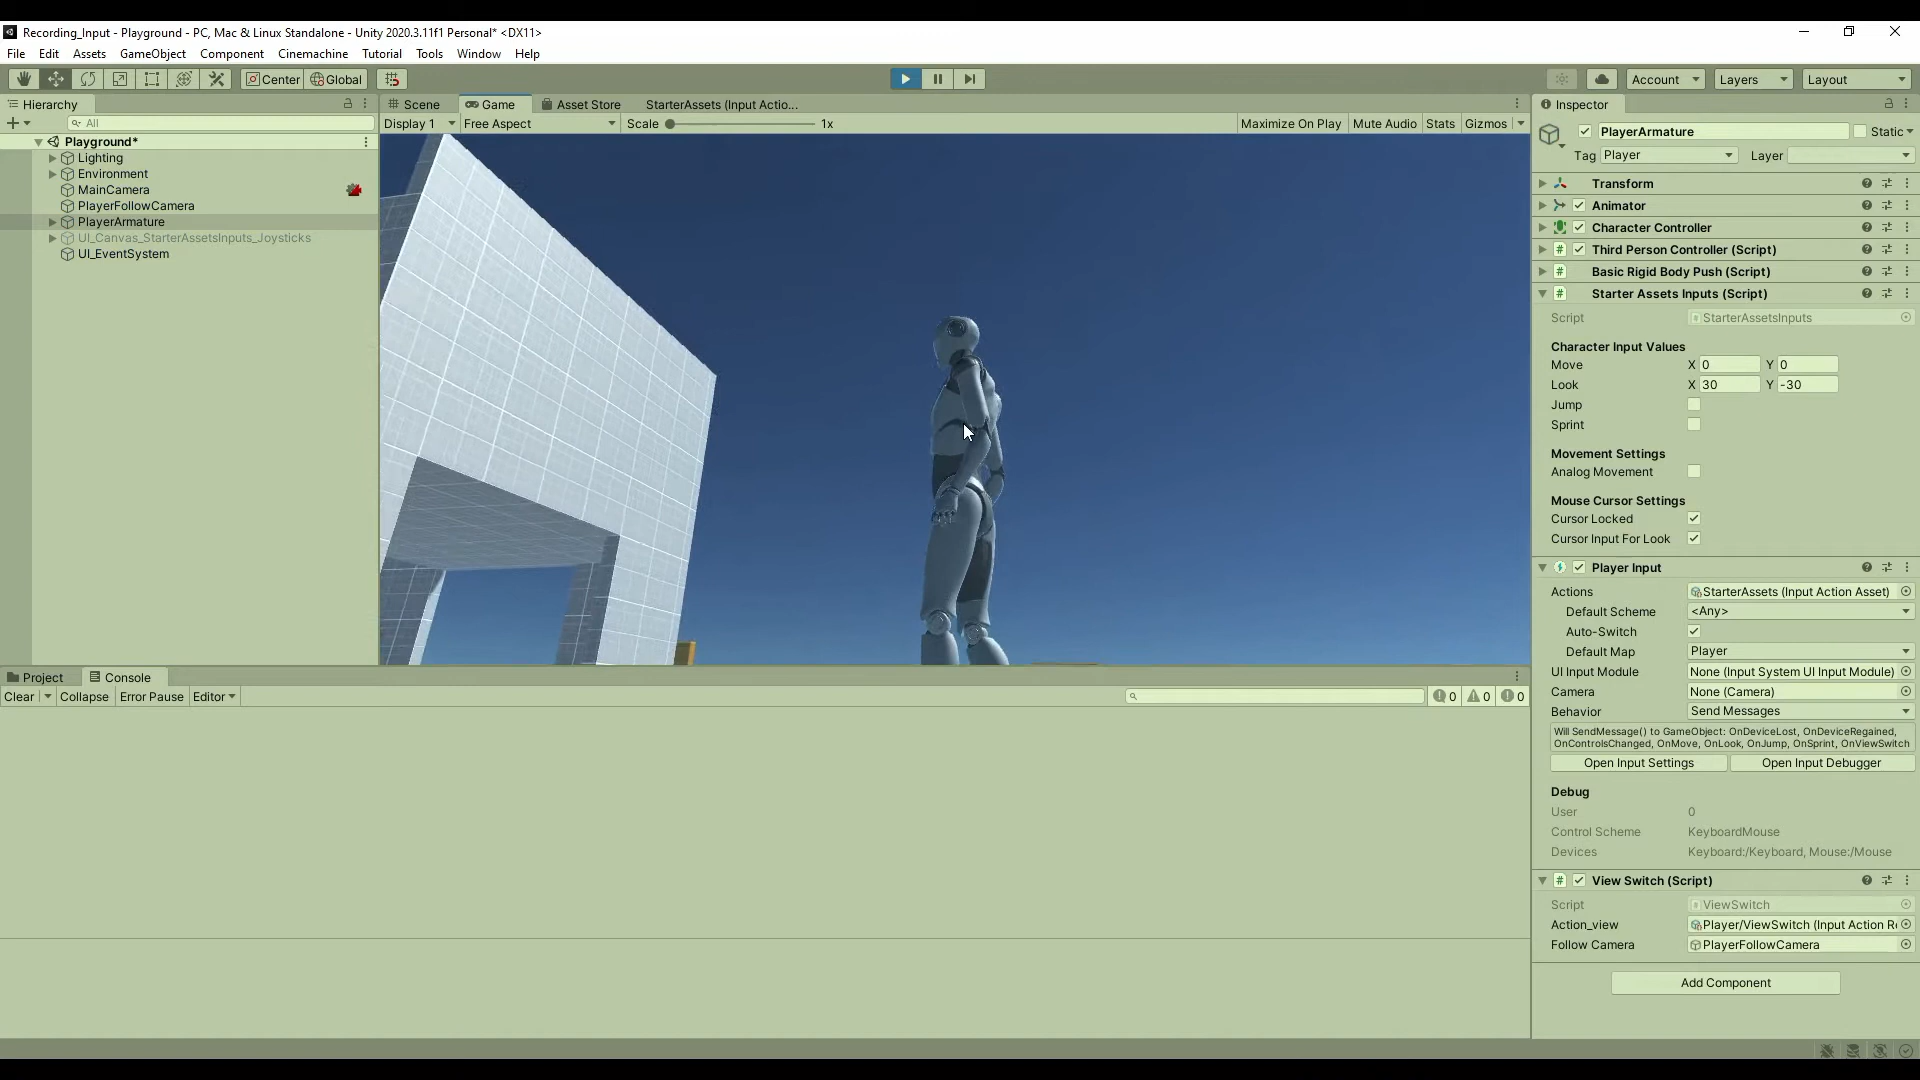 Recording_Input - Playground - PC, Mac & Linux Standalone - Unity 2020.3.11f1 Personal* <DX11>
File Edit Assets GameObject Component Cinemachine Tutorial Tools Window Help
Center Global Account Layers Layout
Hierarchy
All
Playground*
Lighting
Environment
MainCamera
PlayerFollowCamera
PlayerArmature
UI_Canvas_StarterAssetsInputs_Joysticks
UI_EventSystem
Scene Game Asset Store StarterAssets (Input Actio...
Display 1 Free Aspect Scale 1x Maximize On Play Mute Audio Stats Gizmos
Project Console
Clear Collapse Error Pause Editor 0 0 0
Inspector
PlayerArmature Static
Tag Player Layer
Transform
Animator
Character Controller
Third Person Controller (Script)
Basic Rigid Body Push (Script)
Starter Assets Inputs (Script)
Script StarterAssetsInputs
Character Input Values
Move X 0 Y 0
Look X 30 Y -30
Jump
Sprint
Movement Settings
Analog Movement
Mouse Cursor Settings
Cursor Locked
Cursor Input For Look
Player Input
Actions StarterAssets (Input Action Asset)
Default Scheme <Any>
Auto-Switch
Default Map Player
UI Input Module None (Input System UI Input Module)
Camera None (Camera)
Behavior Send Messages
Will SendMessage() to GameObject: OnDeviceLost, OnDeviceRegained,
OnControlsChanged, OnMove, OnLook, OnJump, OnSprint, OnViewSwitch
Open Input Settings Open Input Debugger
Debug
User 0
Control Scheme KeyboardMouse
Devices Keyboard:/Keyboard, Mouse:/Mouse
View Switch (Script)
Script ViewSwitch
Action_view Player/ViewSwitch (Input Action R
Follow Camera PlayerFollowCamera
Add Component